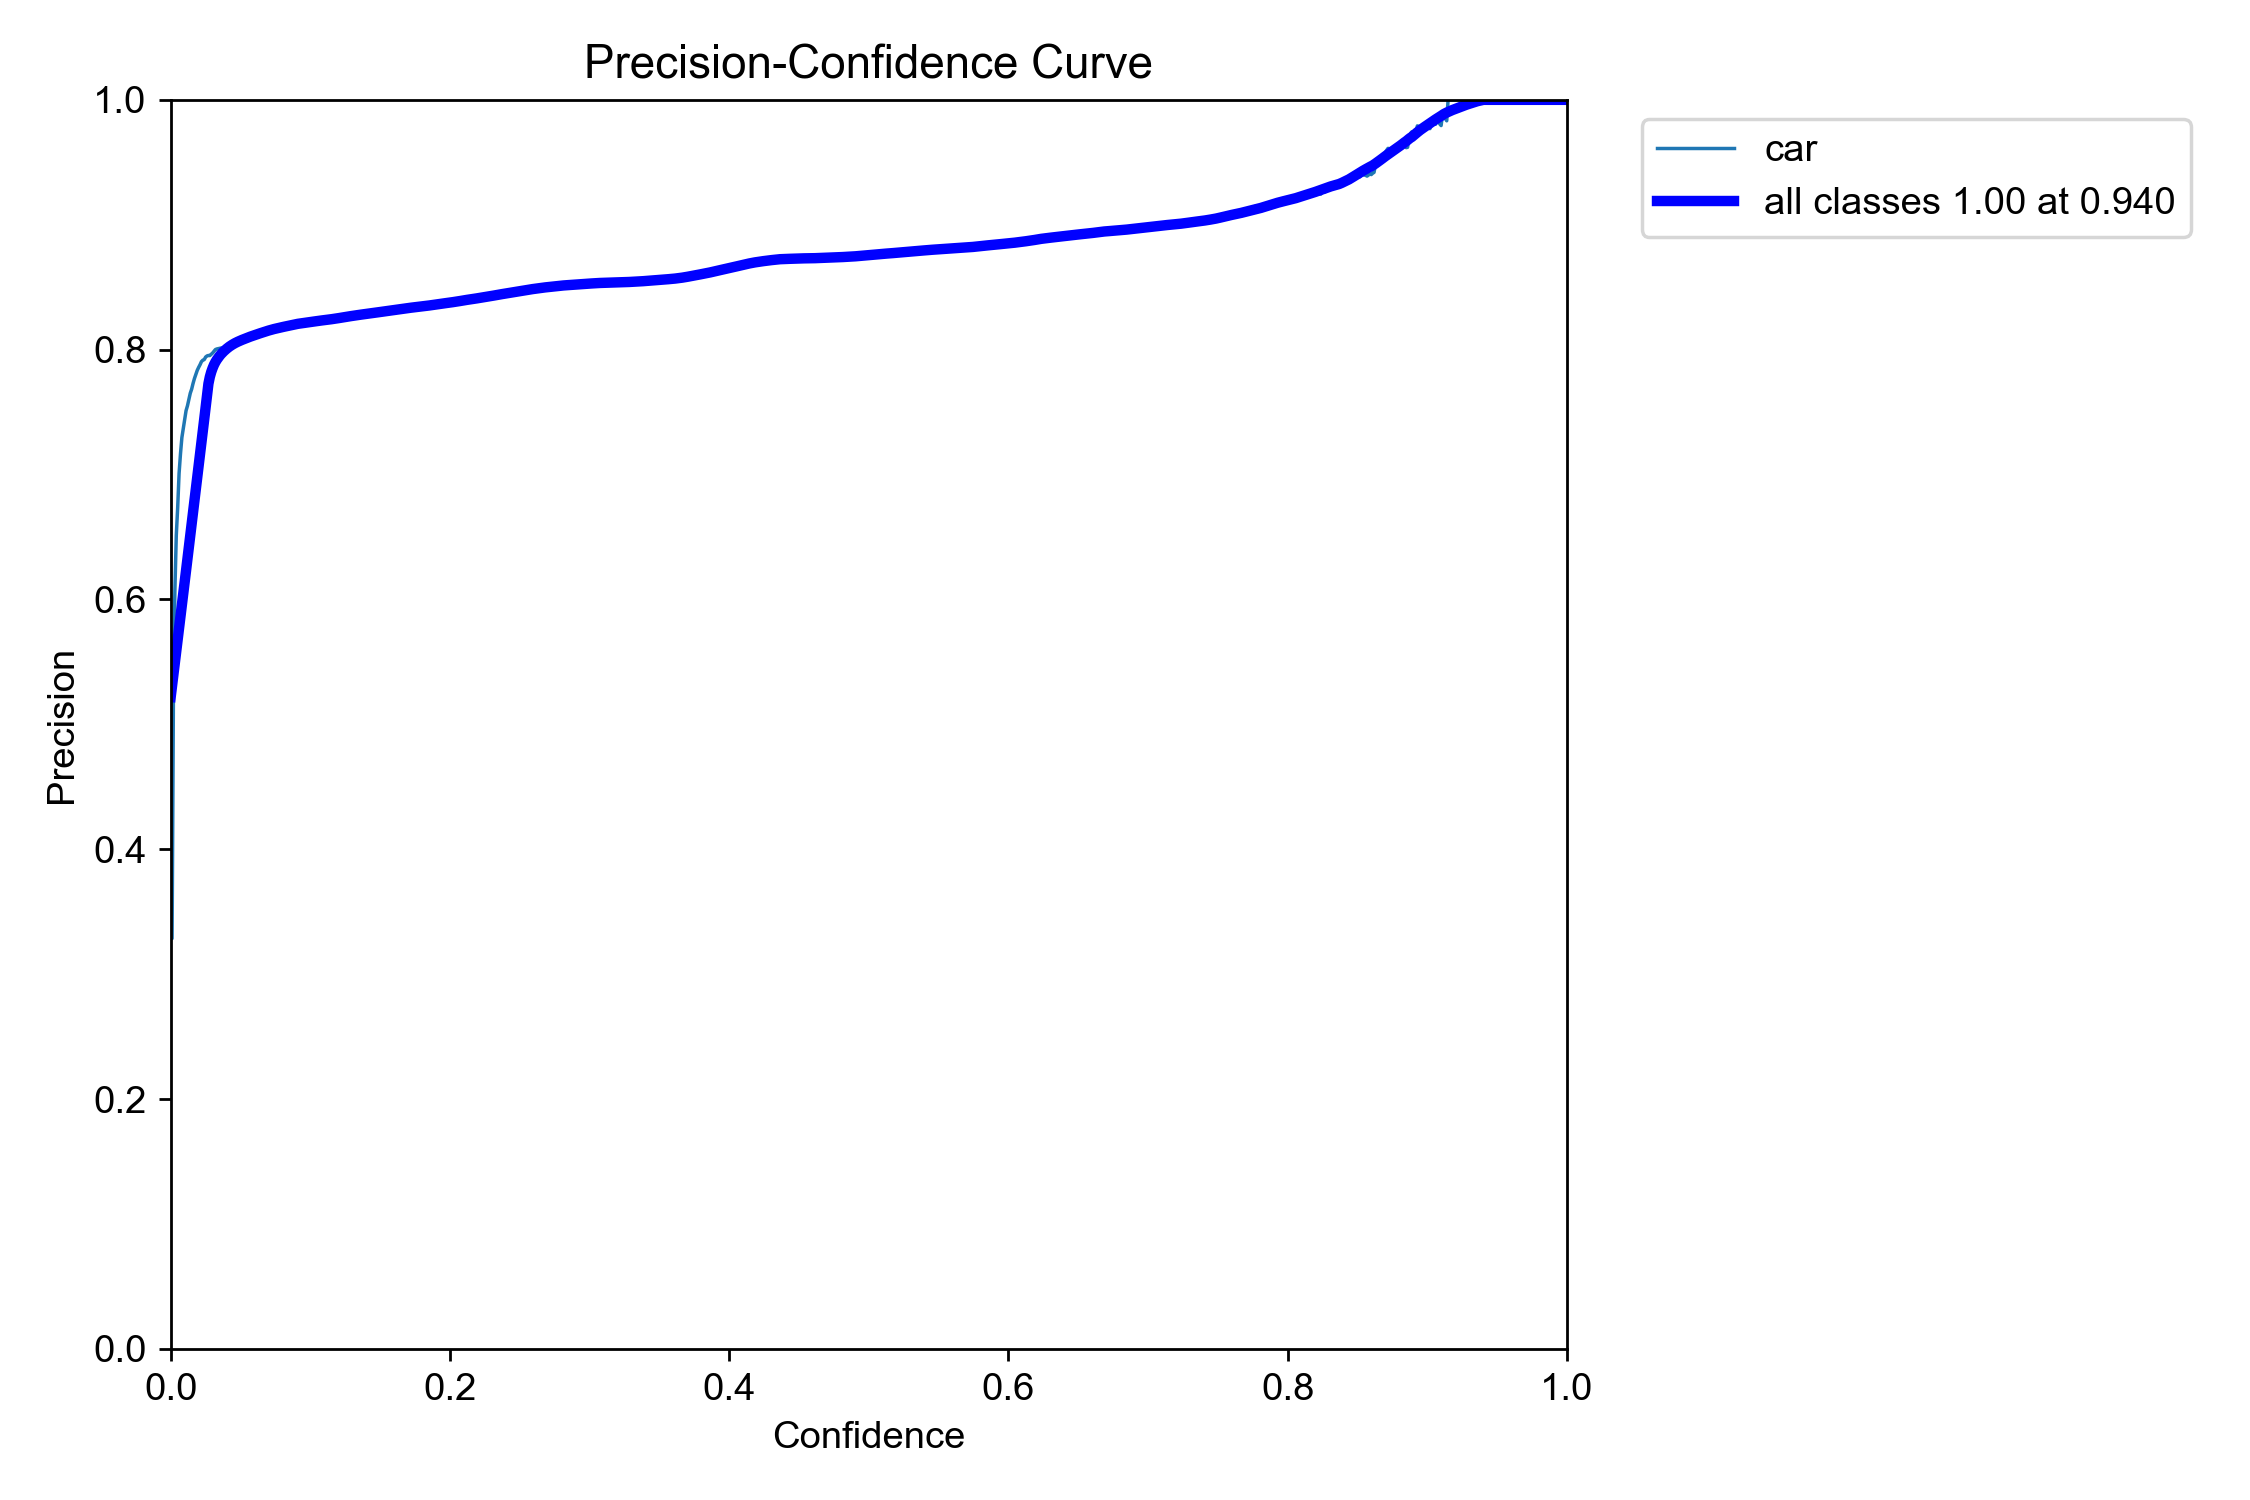 Precision-Confidence Curve
1.0
0.8
0.6
0.4
0.2
0.0
Precision
0.0 0.2 0.4 0.6 0.8 1.0
Confidence
car
all classes 1.00 at 0.940